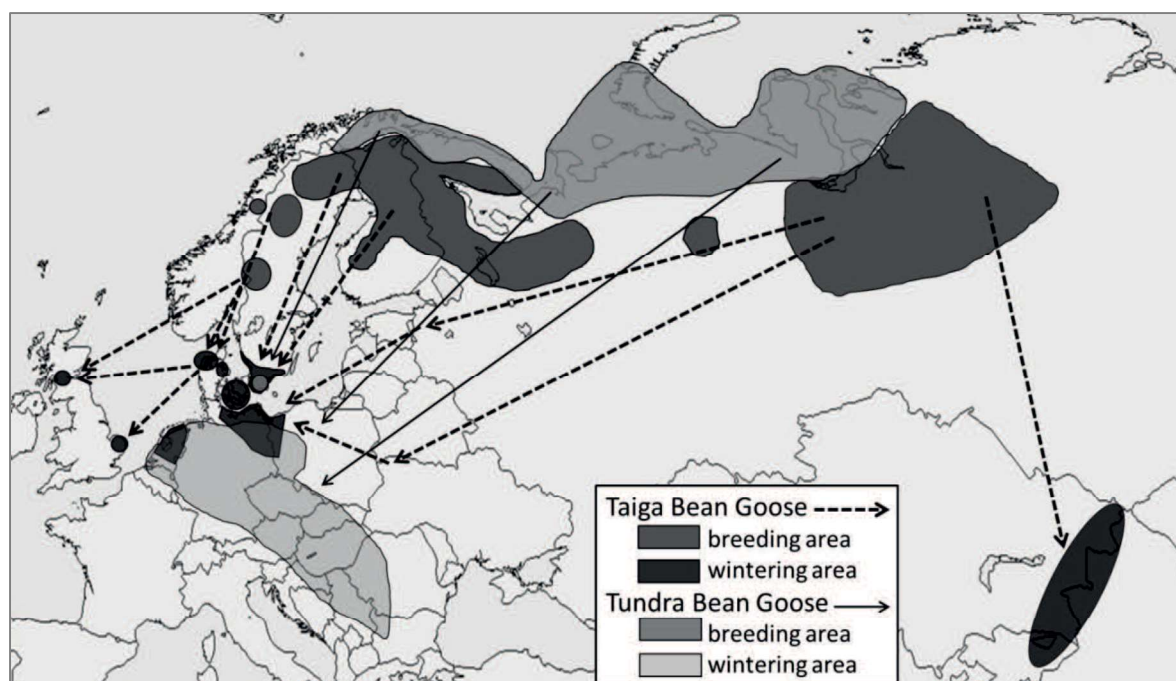 Taiga Bean Goose
breeding area
wintering area
Tundra Bean Goose
breeding area
wintering area